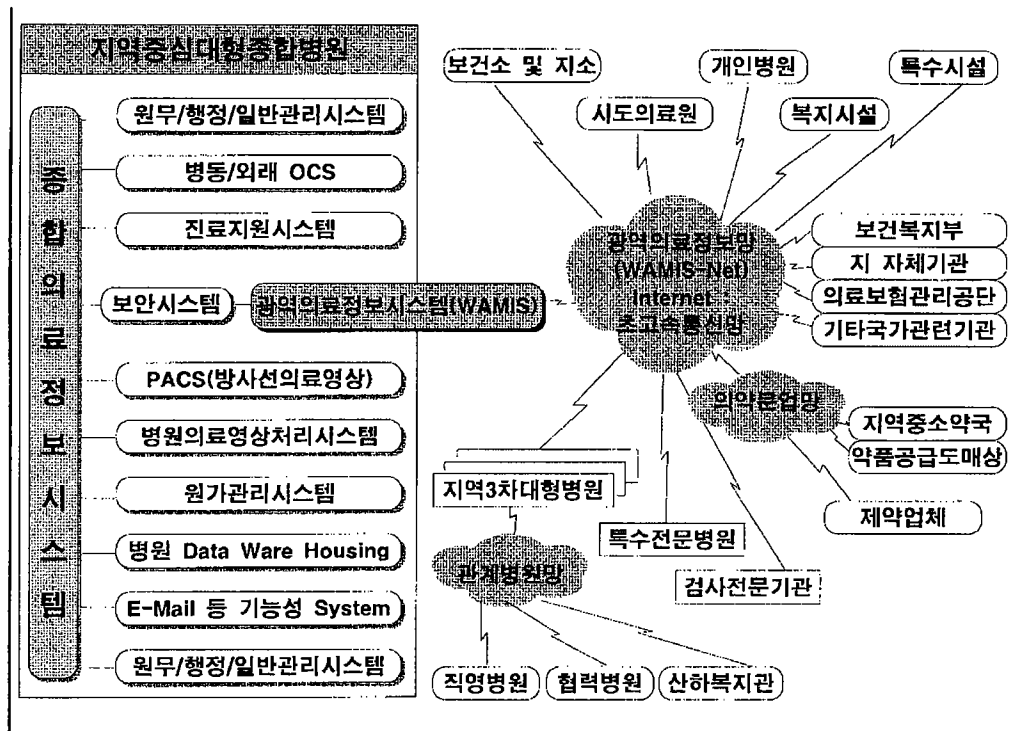 지역중심대형종합병원
종합의료정보시스템
원무/행정/일반관리시스템
병동/외래 OCS
진료지원시스템
보안시스템
광역의료정보시스템(WAMIS)
PACS(방사선의료영상)
병원의료영상처리시스템
원가관리시스템
병원 Data Ware Housing
E-Mail 등 기능성 System
원무/행정/일반관리시스템
보건소 및 지소
개인병원
특수시설
시도의료원
복지시설
광역의료정보망
(WAMIS-Net)
Internet :
초고속통신망
보건복지부
지 자체기관
의료보험관리공단
기타국가관련기관
의약분업망
지역중소약국
약품공급도매상
제약업체
지역3차대형병원
특수전문병원
검사전문기관
관계병원망
직영병원
협력병원
산하복지관